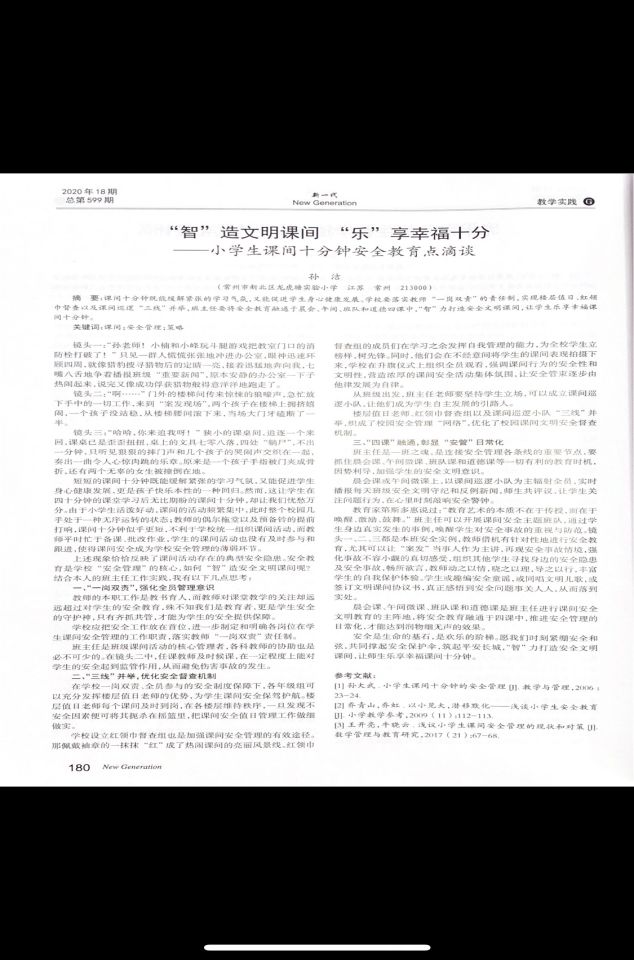 2020 年 18 期
总第 599 期
新一代
New Generation
教学实践 G
“智”造文明课间 “乐”享幸福十分
——小学生课间十分钟安全教育点滴谈
孙 洁
（常州市新北区龙虎塘实验小学 江苏 常州 213000）
摘 要:课间十分钟既能缓解紧张的学习气氛,又能促进学生身心健康发展。学校要落实教师“一岗双责”的责任制,实现楼层值日、红领
巾督查以及课间巡逻“三线”并举,班主任要将安全教育融通于晨会、午间、班队和道德四课中,“智”力打造安全文明课间,让学生乐享幸福课
间十分钟。
关键词:课间;安全管理;策略
镜头一:“孙老师！小楠和小峰玩斗腿游戏把教室门口的消
防栓打破了！”只见一群人慌慌张张地冲进办公室,眼神迅速环
顾四周,就像猎豹搜寻猎物后的定睛一亮,接着迅猛地奔向我,七
嘴八舌地争着播报班级“重要新闻”,原本安静的办公室一下子
热闹起来,说完又像成功俘获猎物般得意洋洋地跑走了。
镜头二:“啊……”门外的楼梯间传来惊悚的狼嚎声,急忙放
下手中的一切工作,来到“案发现场”,两个孩子在楼梯上拥挤嬉
闹,一个孩子没站稳,从楼梯腰间滚下来,当场大门牙磕断了一
半。
镜头三:“哈哈,你来追我呀！”狭小的课桌间,追逐一个来
回,课桌已是歪歪扭扭,桌上的文具七零八落,四处“躺尸”,不出
一分钟,只听见狠狠的摔门声和几个孩子的哭闹声交织在一起,
奏出一曲令人心惊肉跳的乐章。原来是一个孩子手指被门夹成骨
折,还有两个无辜的女生被撞倒在地。
短短的课间十分钟既能缓解紧张的学习气氛,又能促进学生
身心健康发展,更是孩子快乐本性的一种回归。然而,这让学生在
四十分钟的课堂学习后无比期盼的课间十分钟,却让我们忧愁万
分。由于小学生活泼好动,课间的活动频繁集中,此时整个校园几
乎处于一种无序运转的状态;教师的偶尔拖堂以及预备铃的提前
打响,课间十分钟似乎更短,不利于学校统一组织课间活动,而教
师平时忙于备课、批改作业,学生的课间活动也没有及时参与和
跟进,使得课间安全成为学校安全管理的薄弱环节。
上述现象恰恰反映了课间活动存在的典型安全隐患。安全教
育是学校“安全管理”的核心,如何“智”造安全文明课间呢?
结合本人的班主任工作实践,我有以下几点思考:
一、“一岗双责”,强化全员管理意识
教师的本职工作是教书育人,而教师对课堂教学的关注却远
远超过对学生的安全教育,殊不知我们是教育者,更是学生安全
的守护神,只有齐抓共管,才能为学生的安全提供保障。
学校应把安全工作放在首位,进一步制定和明确各岗位在学
生课间安全管理的工作职责,落实教师“一岗双责”责任制。
班主任是班级课间活动的核心管理者,各科教师的协助也是
必不可少的。在镜头二中,任课教师及时候课,在一定程度上能对
学生的安全起到监管作用,从而避免伤害事故的发生。
二、“三线”并举,优化安全督查机制
在学校一岗双责、全员参与的安全制度保障下,各年级组可
以充分发挥楼层值日老师的优势,为学生课间安全保驾护航。楼
层值日老师每个课间及时到岗,在各楼层维持秩序,一旦发现不
安全因素便可将其扼杀在摇篮里,把课间安全值日管理工作做细
做实。
学校设立红领巾督查组也是加强课间安全管理的有效途径。
那佩戴袖章的一抹抹“红”成了热闹课间的亮丽风景线。红领巾
督查组的成员们在学习之余发挥自我管理的能力,为全校学生立
榜样、树先锋。同时,他们会在不经意间将学生的课间表现拍摄下
来,学校在升旗仪式上组织全员观看,强调课间行为的安全性和
文明性,营造浓厚的课间安全活动集体氛围,让安全管束逐步由
他律发展为自律。
从班级出发,班主任老师要坚持学生立场,可以成立课间巡
逻小队,让他们成为学生自主发展的引路人。
楼层值日老师、红领巾督查组以及课间巡逻小队“三线”并
举,织成了校园安全管理“网络”,优化了校园课间文明安全督查
机制。
三、“四课”融通,彰显“安管”日常化
班主任是一班之魂,是连接安全管理各条线的重要节点,要
抓住晨会课、午间微课、班队课和道德课等一切有利的教育时机,
因势利导,加强学生的安全文明意识。
晨会课或午间微课上,以课间巡逻小队为主辐射全员,实时
播报每天班级安全文明守纪和反例新闻,师生共评议,让学生关
注问题行为,在心里时刻敲响安全警钟。
教育家第斯多惠说过:“教育艺术的本质不在于传授,而在于
唤醒、激励、鼓舞。”班主任可以开展课间安全主题班队,通过学
生身边真实发生的事例,唤醒学生对安全事故的重视与防范。镜
头一、二、三都是本班安全实例,教师借机有针对性地进行安全教
育,尤其可以让“案发”当事人作为主讲,再现安全事故情境,强
化事故不容小觑的真切感受,组织其他学生寻找身边的安全隐患
及安全事故,畅所欲言,教师动之以情,晓之以理,导之以行,丰富
学生的自我保护体验。学生或趣编安全童谣,或同唱文明儿歌,或
签订文明课间协议书,真正感悟到安全问题事关人人,从而落到
实处。
晨会课、午间微课、班队课和道德课是班主任进行课间安全
文明教育的主阵地,将安全教育融通于四课中,推进安全管理的
日常化,才能达到润物细无声的效果。
安全是生命的基石,是欢乐的阶梯。愿我们时刻紧绷安全和
弦,共同撑起安全保护伞,筑起平安长城,“智”力打造安全文明
课间,让师生乐享幸福课间十分钟。
参考文献:
[1] 孙大武. 小学生课间十分钟的安全管理 [J]. 教学与管理,2006 ;
23-24.
[2] 乔青山,乔虹. 以小见大,潜移默化——浅谈小学生安全教育
[J]. 小学教学参考,2009（11）:112-113.
[3] 王开亮,牛晓云. 浅议小学生课间安全管理的现状和对策 [J].
数学管理与教育研究,2017（21）;67-68.
180 New Generation